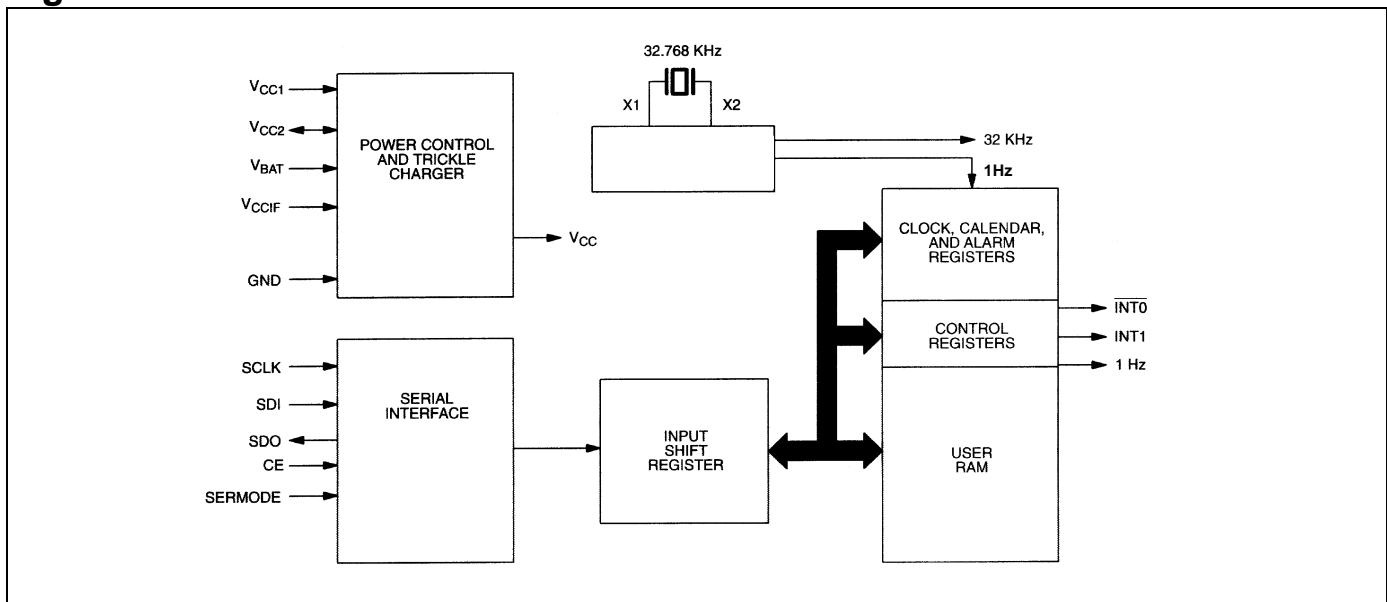 32.768 KHz
X1
X2
VCC1
VCC2
VBAT
VCCIF
GND
POWER CONTROL
AND TRICKLE
CHARGER
VCC
32 KHz
1Hz
CLOCK, CALENDAR,
AND ALARM
REGISTERS
CONTROL
REGISTERS
INT0
INT1
1 Hz
USER
RAM
SCLK
SDI
SDO
CE
SERMODE
SERIAL
INTERFACE
INPUT
SHIFT
REGISTER